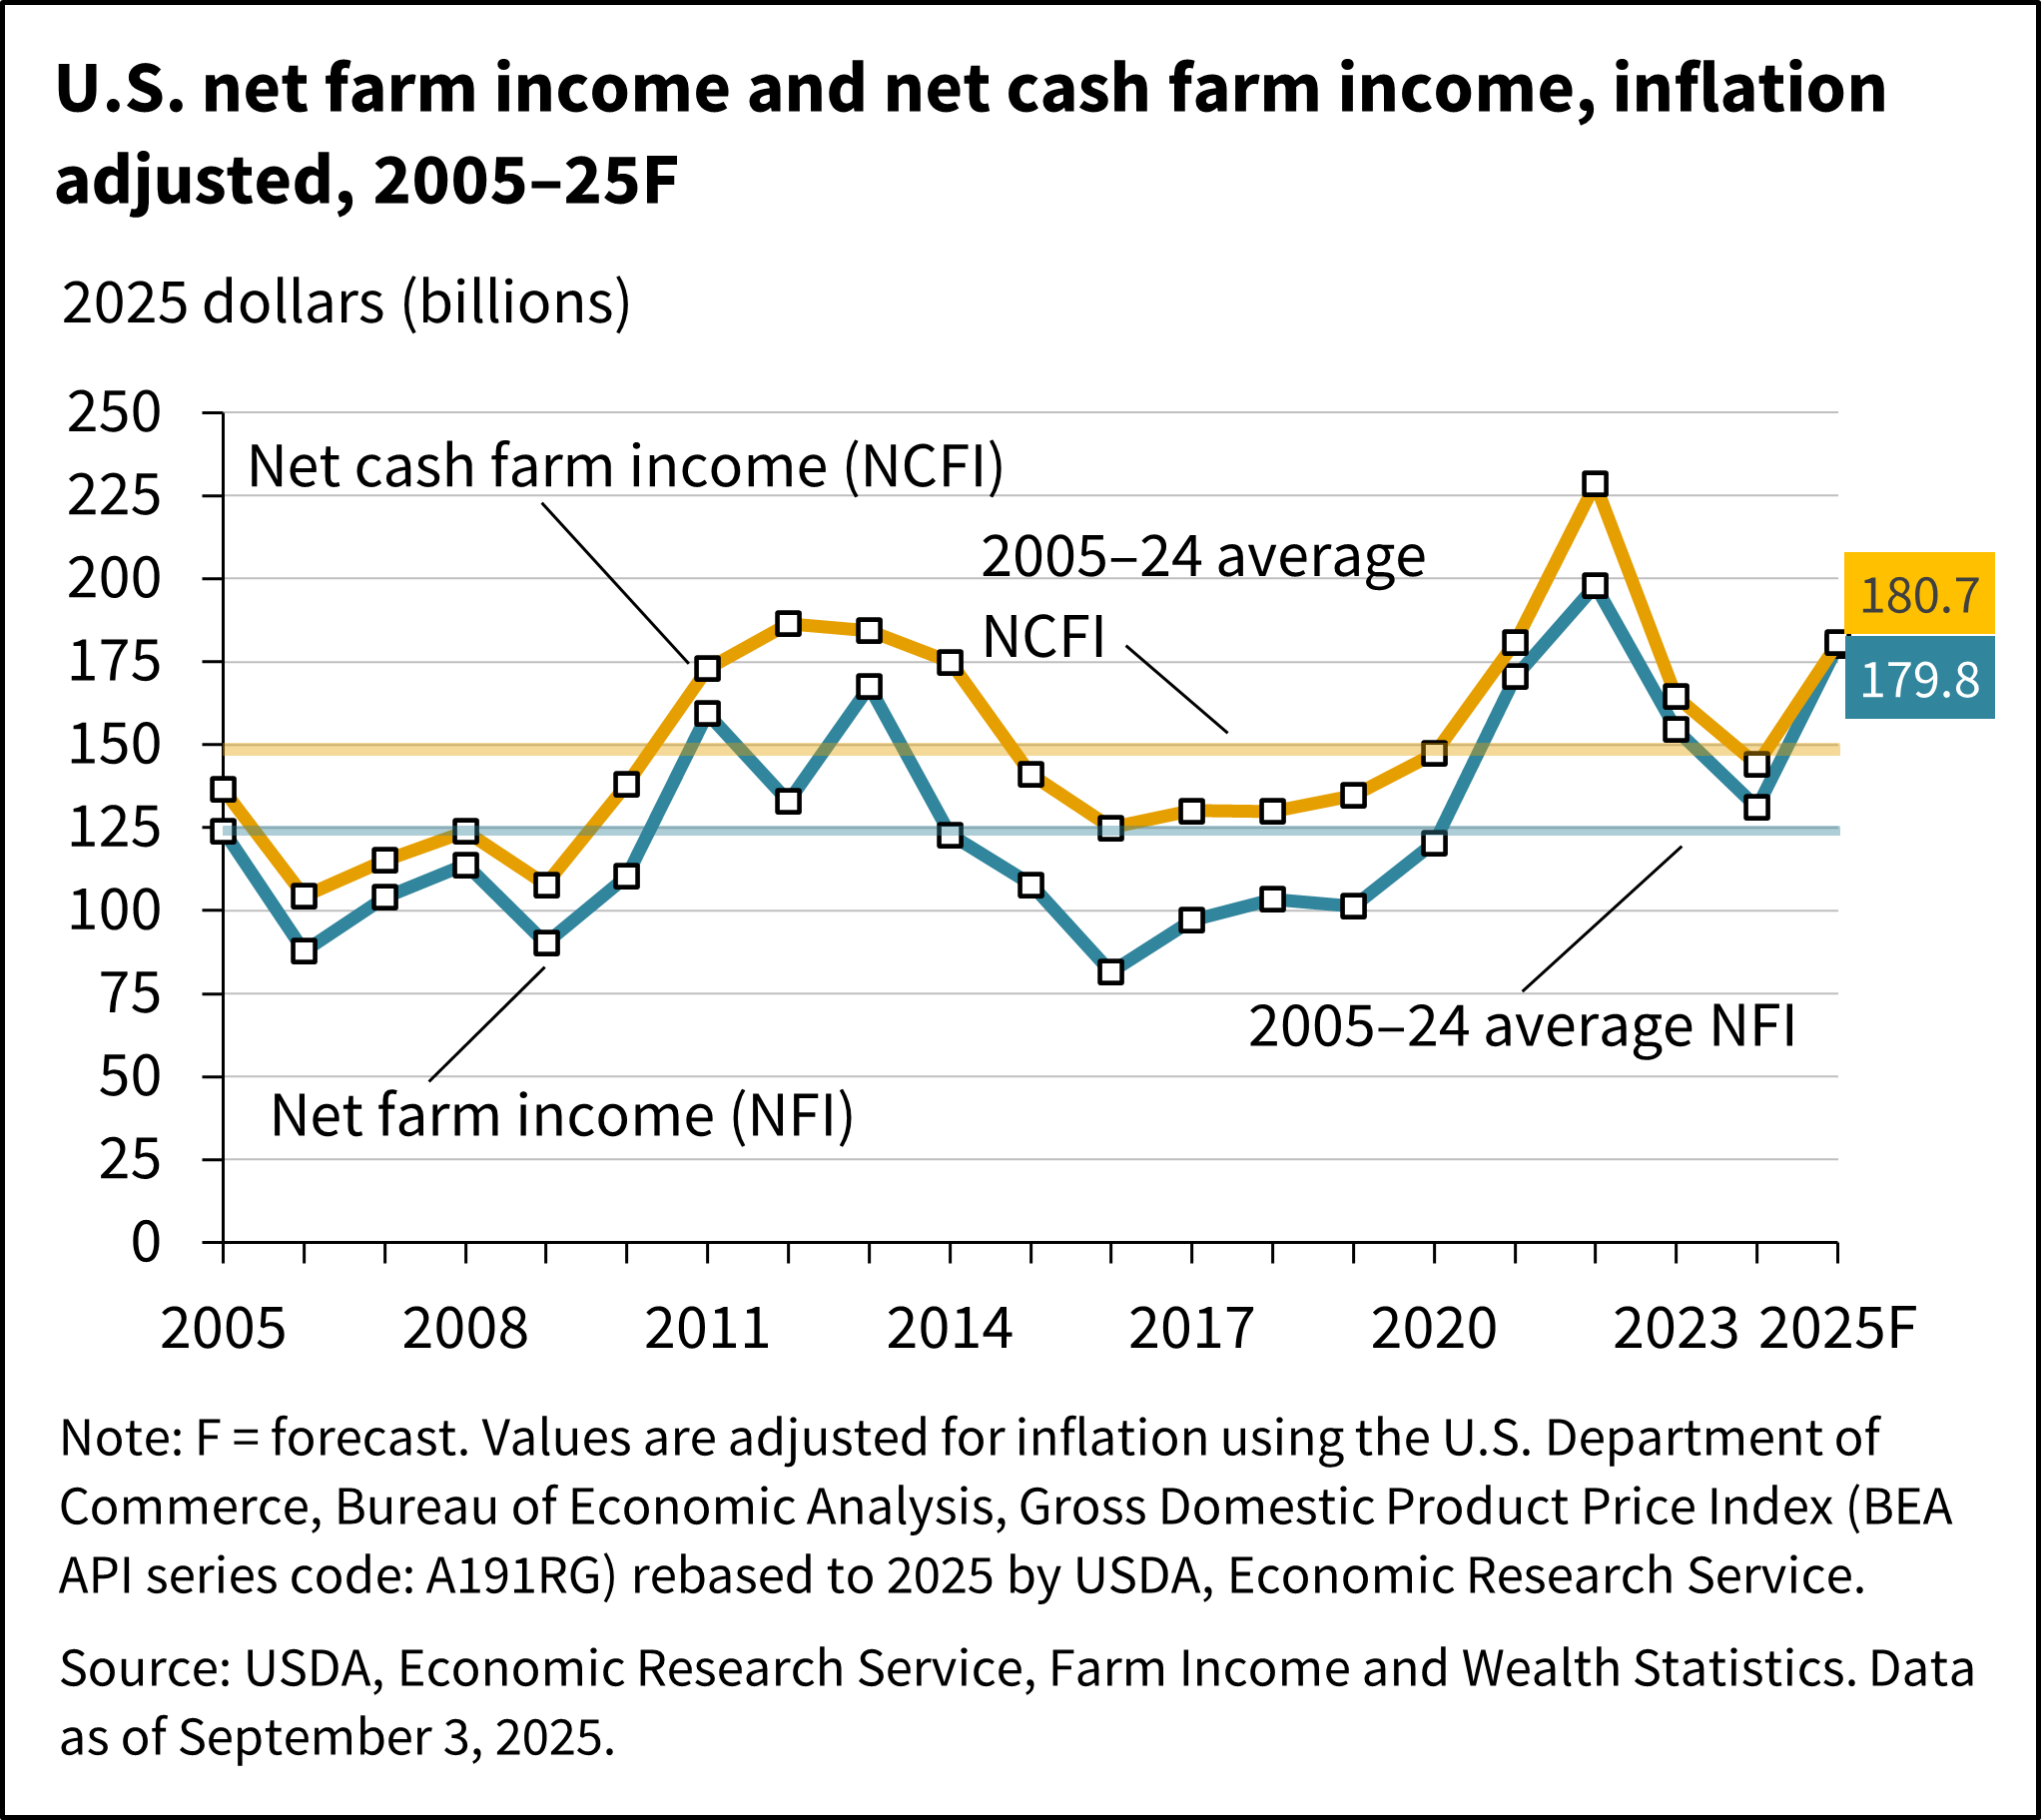 U.S. net farm income and net cash farm income, inflation
adjusted, 2005–25F
2025 dollars (billions)
250
225
200
175
150
125
100
75
50
25
0
Net cash farm income (NCFI)
2005–24 average
NCFI
180.7
179.8
2005–24 average NFI
Net farm income (NFI)
2005 2008 2011 2014 2017 2020 2023 2025F
Note: F = forecast. Values are adjusted for inflation using the U.S. Department of
Commerce, Bureau of Economic Analysis, Gross Domestic Product Price Index (BEA
API series code: A191RG) rebased to 2025 by USDA, Economic Research Service.
Source: USDA, Economic Research Service, Farm Income and Wealth Statistics. Data
as of September 3, 2025.